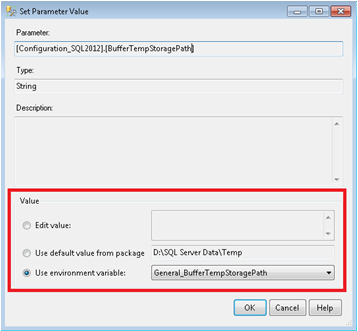 Set Parameter Value
Parameter:
[Configuration_SQL2012].[BufferTempStoragePath]
Type:
String
Description:
Value
Edit value:
Use default value from package
D:\SQL Server Data\Temp
Use environment variable:
General_BufferTempStoragePath
OK
Cancel
Help